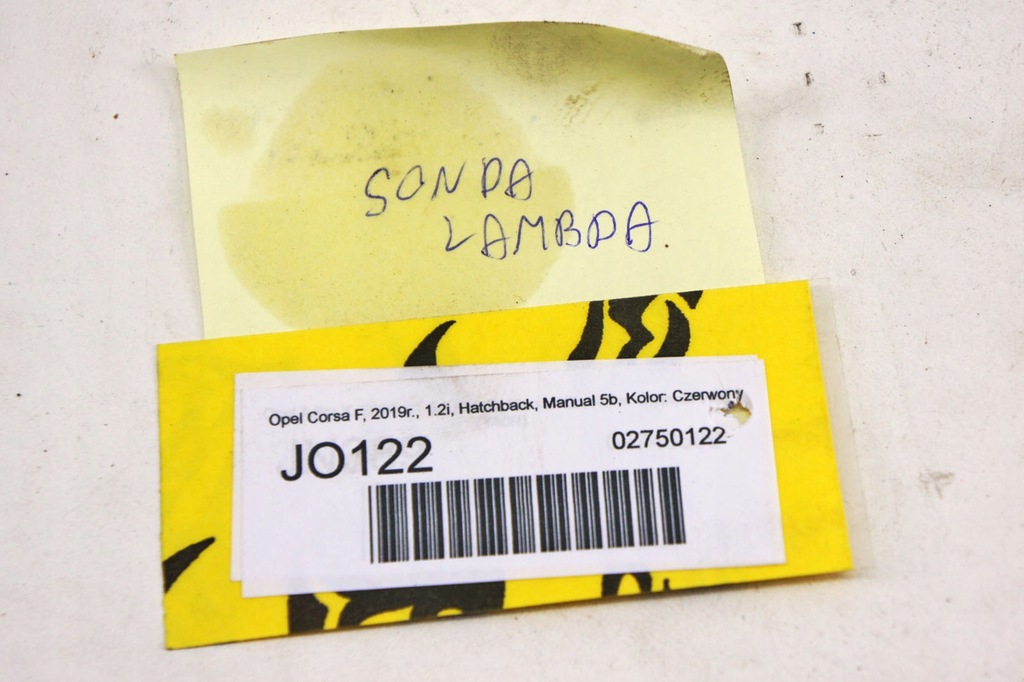 SONDA
LAMBDA.
Opel Corsa F, 2019r., 1.2i, Hatchback, Manual 5b, Kolor: Czerwony
JO122 02750122